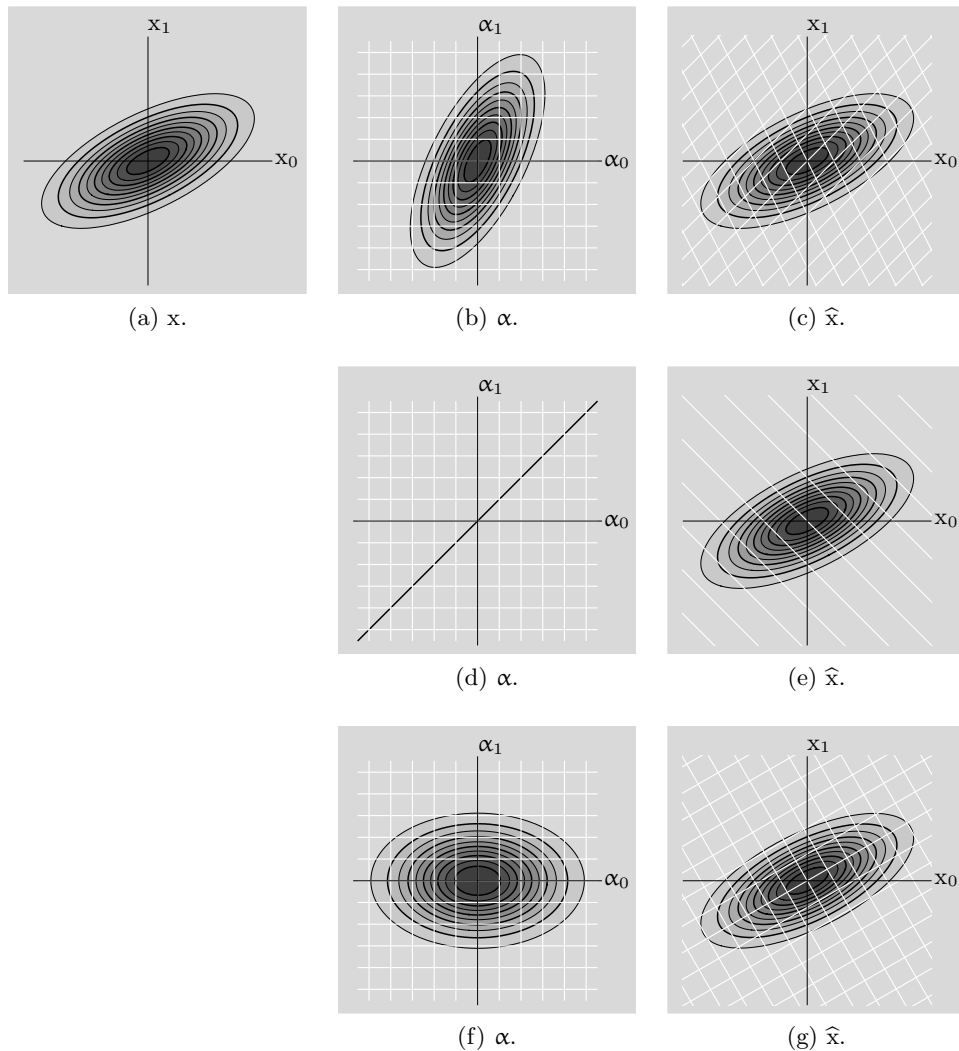 x₁
x₀
(a) x.
α₁
α₀
(b) α.
x₁
x₀
(c) x̂.
α₁
α₀
(d) α.
x₁
x₀
(e) x̂.
α₁
α₀
(f) α.
x₁
x₀
(g) x̂.